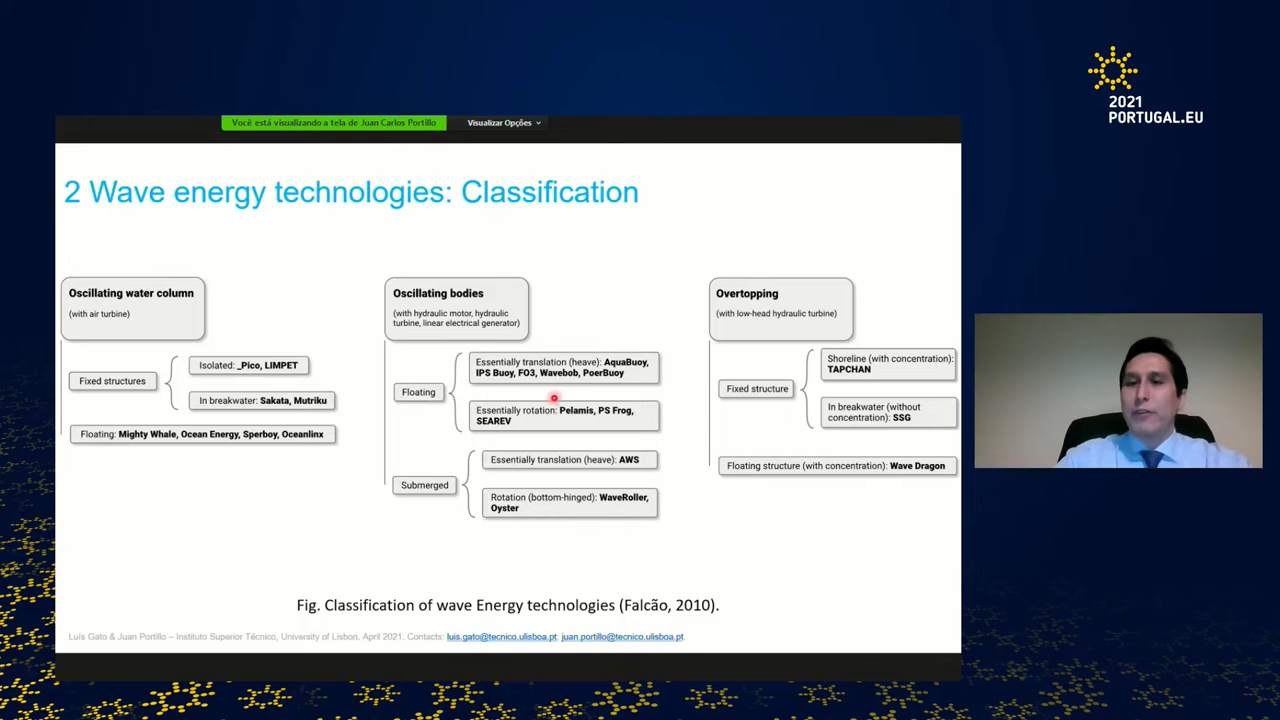 2021
PORTUGAL.EU
Você está visualizando a tela de Juan Carlos Portillo
Visualizar Opções
2 Wave energy technologies: Classification
Oscillating water column
(with air turbine)
Fixed structures
Isolated: _Pico, LIMPET
In breakwater: Sakata, Mutriku
Floating: Mighty Whale, Ocean Energy, Sperboy, Oceanlinx
Oscillating bodies
(with hydraulic motor, hydraulic
turbine, linear electrical generator)
Floating
Essentially translation (heave): AquaBuoy,
IPS Buoy, FO3, Wavebob, PoerBuoy
Essentially rotation: Pelamis, PS Frog,
SEAREV
Submerged
Essentially translation (heave): AWS
Rotation (bottom-hinged): WaveRoller,
Oyster
Overtopping
(with low-head hydraulic turbine)
Fixed structure
Shoreline (with concentration):
TAPCHAN
In breakwater (without
concentration): SSG
Floating structure (with concentration): Wave Dragon
Fig. Classification of wave Energy technologies (Falcão, 2010).
Luís Gato & Juan Portillo – Instituto Superior Técnico, University of Lisbon, April 2021. Contacts: luis.gato@tecnico.ulisboa.pt; juan.portillo@tecnico.ulisboa.pt.